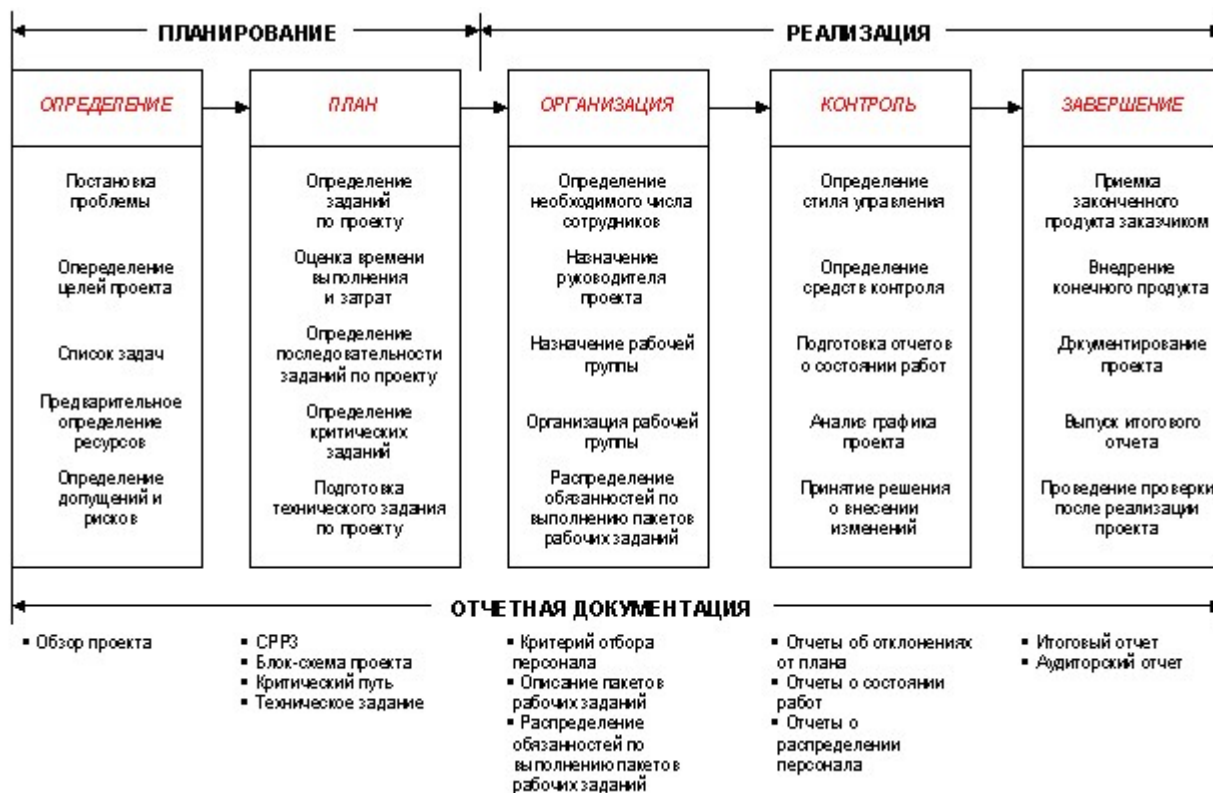 ПЛАНИРОВАНИЕ
РЕАЛИЗАЦИЯ
ОПРЕДЕЛЕНИЕ
Постановка
проблемы
Опеределение
целей проекта
Список задач
Предварительное
определение
ресурсов
Определение
допущений и
рисков
ПЛАН
Определение
заданий
по проекту
Оценка времени
выполнения
и затрат
Определение
последовательности
заданий по проекту
Определение
критических
заданий
Подготовка
технического задания
по проекту
ОРГАНИЗАЦИЯ
Определение
необходимого числа
сотрудников
Назначение
руководителя
проекта
Назначение рабочей
группы
Организация рабочей
группы
Распределение
обязанностей по
выполнению пакетов
рабочих заданий
КОНТРОЛЬ
Определение
стиля управления
Определение
средств контроля
Подготовка отчетов
о состоянии работ
Анализ графика
проекта
Принятие решения
о внесении
изменений
ЗАВЕРШЕНИЕ
Приемка
законченного
продукта заказчиком
Внедрение
конечного продукта
Документирование
проекта
Выпуск итогового
отчета
Проведение проверки
после реализации
проекта
ОТЧЕТНАЯ ДОКУМЕНТАЦИЯ
▪ Обзор проекта
▪ СРРЗ
▪ Блок-схема проекта
▪ Критический путь
▪ Техническое задание
▪ Критерий отбора
персонала
▪ Описание пакетов
рабочих заданий
▪ Распределение
обязанностей по
выполнению пакетов
рабочих заданий
▪ Отчеты об отклонениях
от плана
▪ Отчеты о состоянии
работ
▪ Отчеты о
распределении
персонала
▪ Итоговый отчет
▪ Аудиторский отчет